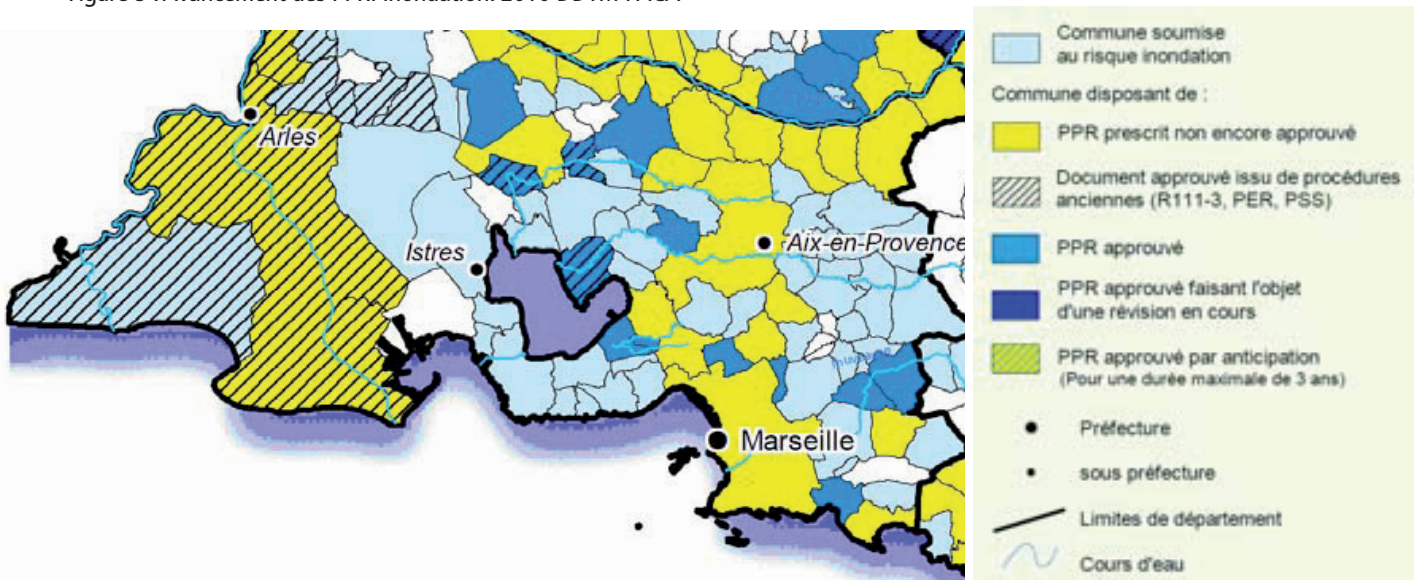 Arles
Istres
Aix-en-Provence
Marseille
Commune soumise
au risque inondation
Commune disposant de :
PPR prescrit non encore approuvé
Document approuvé issu de procédures
anciennes (R111-3, PER, PSS)
PPR approuvé
PPR approuvé faisant l'objet
d'une révision en cours
PPR approuvé par anticipation
(Pour une durée maximale de 3 ans)
Préfecture
sous préfecture
Limites de département
Cours d'eau